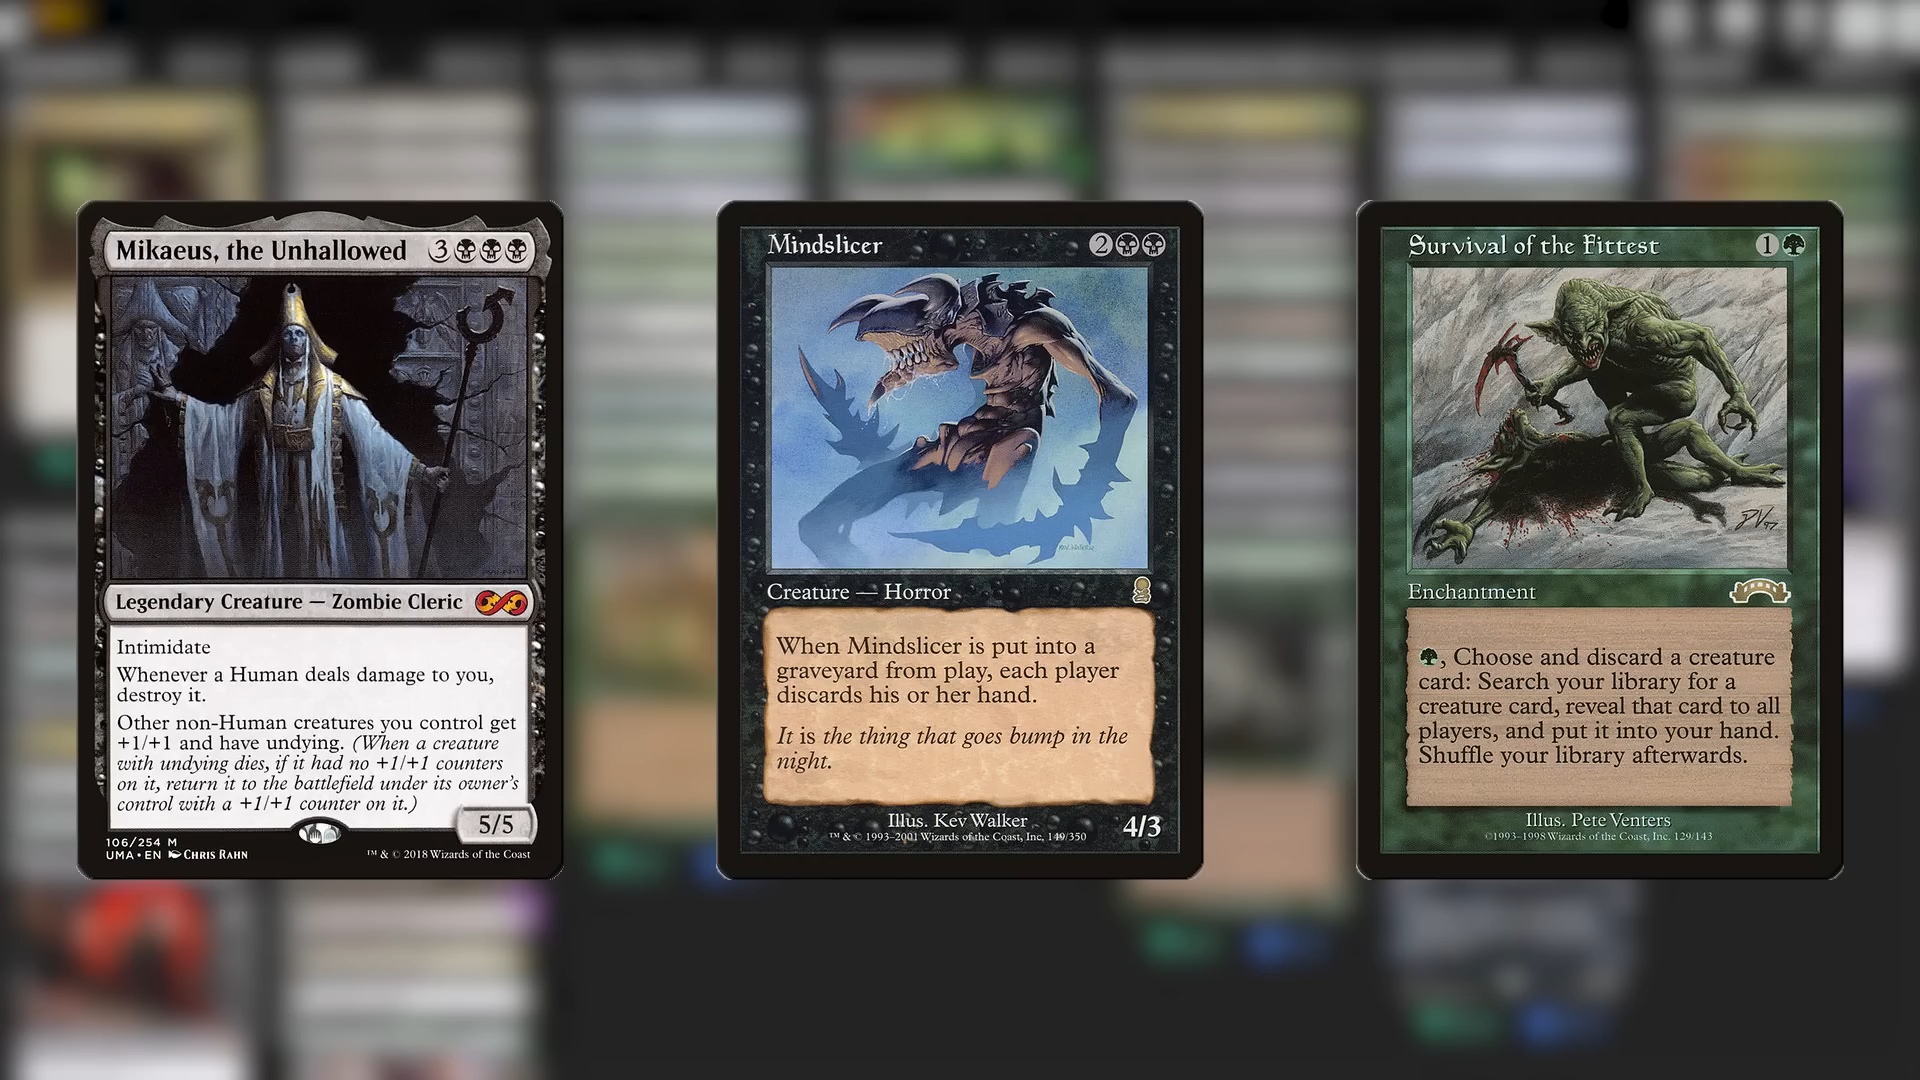 Mikaeus, the Unhallowed 3
Legendary Creature — Zombie Cleric
Intimidate
Whenever a Human deals damage to you,
destroy it.
Other non-Human creatures you control get
+1/+1 and have undying. (When a creature
with undying dies, if it had no +1/+1 counters
on it, return it to the battlefield under its owner's
control with a +1/+1 counter on it.)
5/5
106/254 M
UMA • EN Chris Rahn
™ & © 2018 Wizards of the Coast
Mindslicer 2
Creature — Horror
When Mindslicer is put into a
graveyard from play, each player
discards his or her hand.
It is the thing that goes bump in the
night.
Illus. Kev Walker
™ & © 1993–2001 Wizards of the Coast, Inc. 149/350
4/3
Survival of the Fittest 1
DV 97
Enchantment
, Choose and discard a creature
card: Search your library for a
creature card, reveal that card to all
players, and put it into your hand.
Shuffle your library afterwards.
Illus. Pete Venters
©1993–1998 Wizards of the Coast, Inc. 129/143